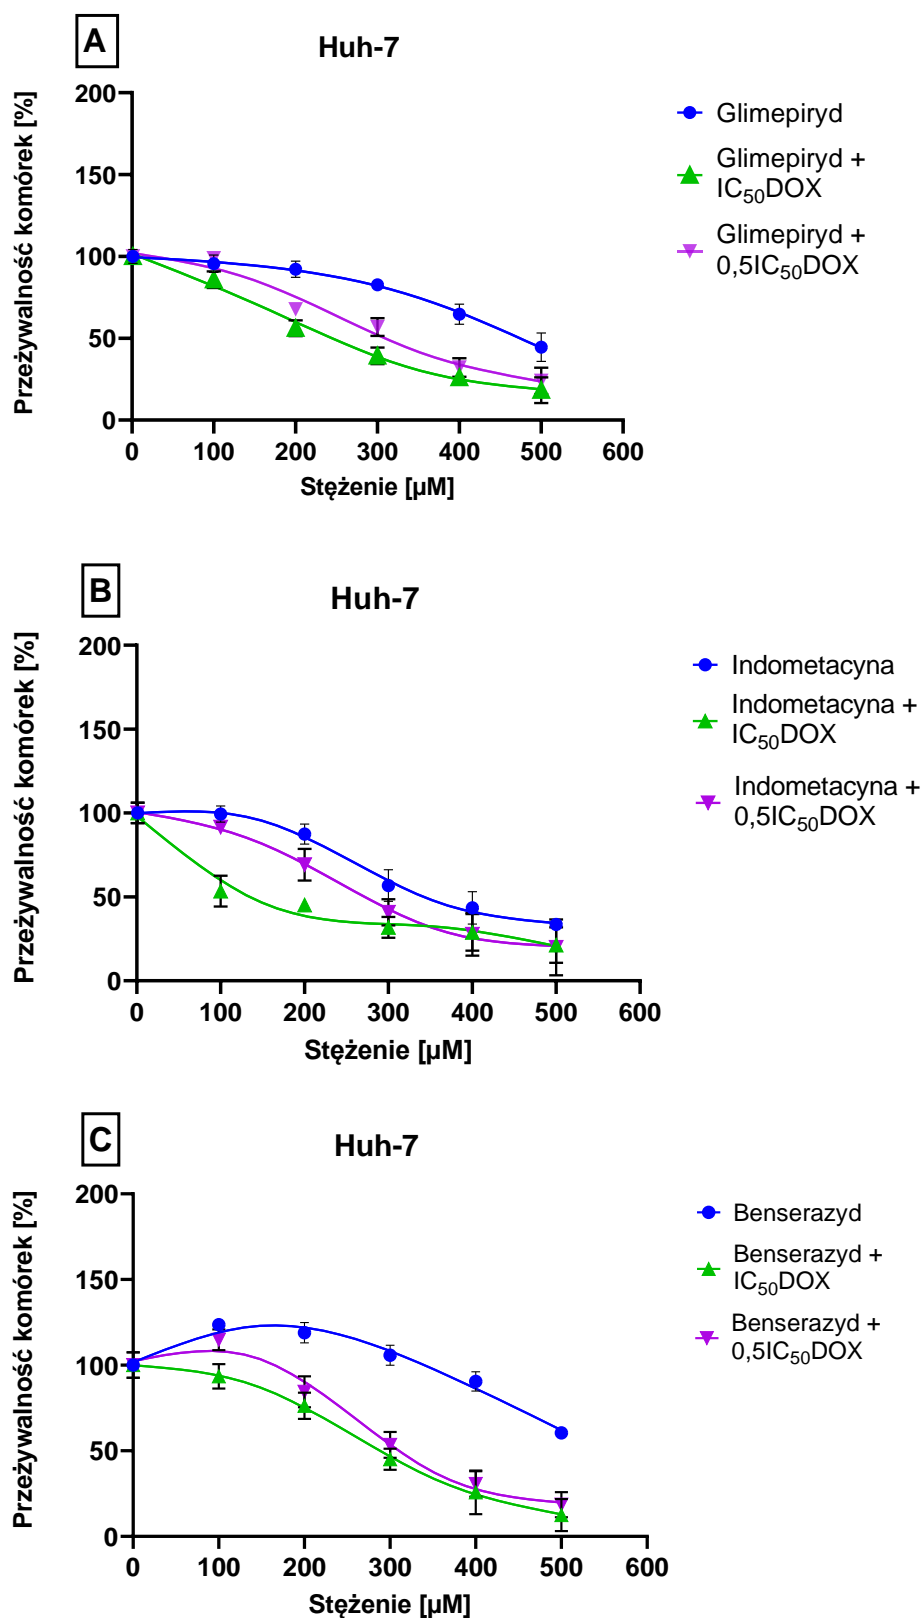 A
Huh-7
Przeżywalność komórek [%]
200
150
100
50
0
0 100 200 300 400 500 600
Stężenie [µM]
Glimepiryd
Glimepiryd +
IC₅₀DOX
Glimepiryd +
0,5IC₅₀DOX
B
Huh-7
Przeżywalność komórek [%]
200
150
100
50
0
0 100 200 300 400 500 600
Stężenie [µM]
Indometacyna
Indometacyna +
IC₅₀DOX
Indometacyna +
0,5IC₅₀DOX
C
Huh-7
Przeżywalność komórek [%]
200
150
100
50
0
0 100 200 300 400 500 600
Stężenie [µM]
Benserazyd
Benserazyd +
IC₅₀DOX
Benserazyd +
0,5IC₅₀DOX